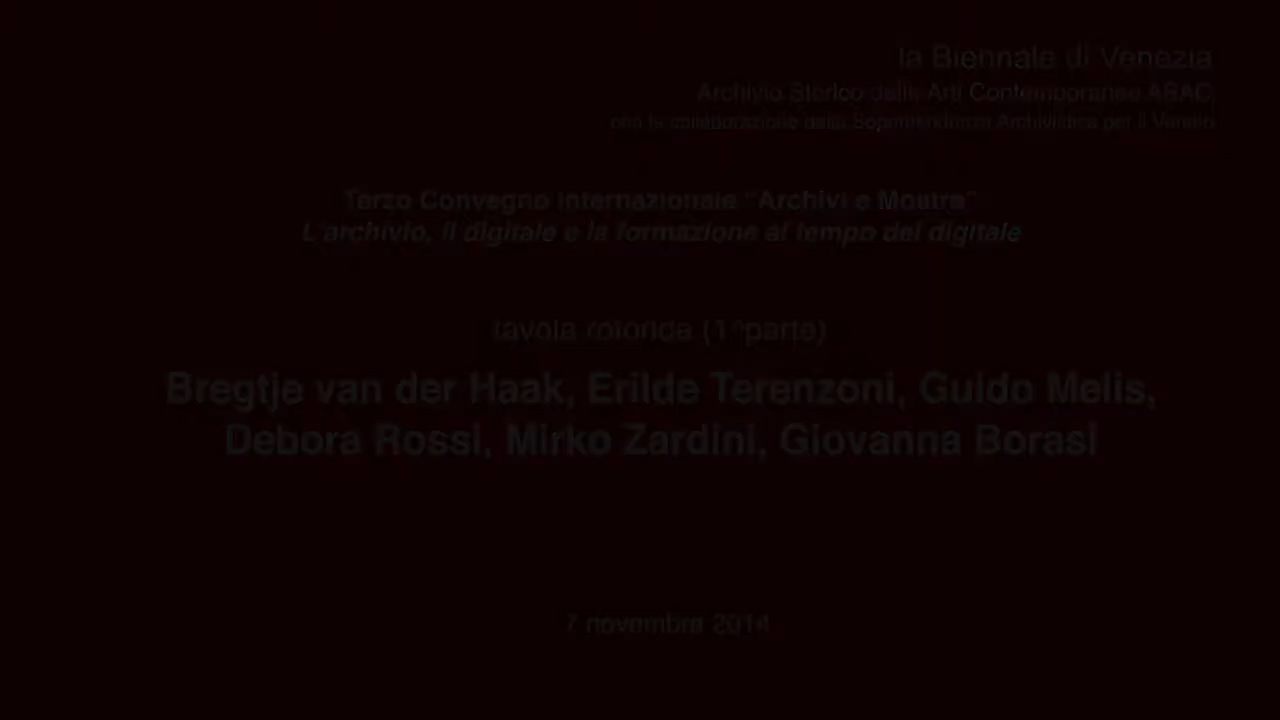 la Biennale di Venezia
Archivio Storico delle Arti Contemporanee ASAC
con la collaborazione della Soprintendenza Archivistica per il Veneto
Terzo Convegno Internazionale "Archivi e Mostre"
L'archivio, il digitale e la formazione al tempo del digitale
tavola rotonda (1°parte)
Bregtje van der Haak, Erilde Terenzoni, Guido Melis,
Debora Rossi, Mirko Zardini, Giovanna Borasi
7 novembre 2014